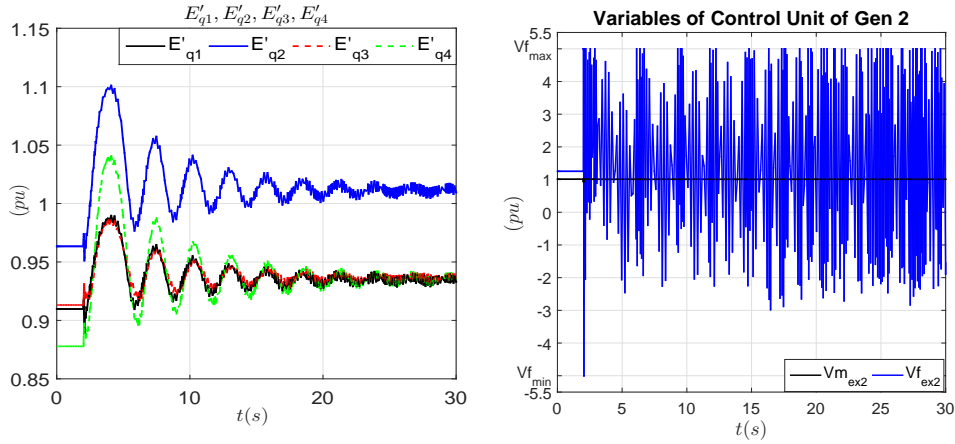 E'q1, E'q2, E'q3, E'q4
1.15
1.1
1.05
1
0.95
0.9
0.85
(pu)
E'q1 E'q2 E'q3 E'q4
0 10 20 30
t(s)
Variables of Control Unit of Gen 2
5.5
Vfmax
4
3
2
1
0
-1
-2
-4
Vfmin
-5.5
(pu)
Vmex2 Vfex2
0 5 10 15 20 25 30
t(s)